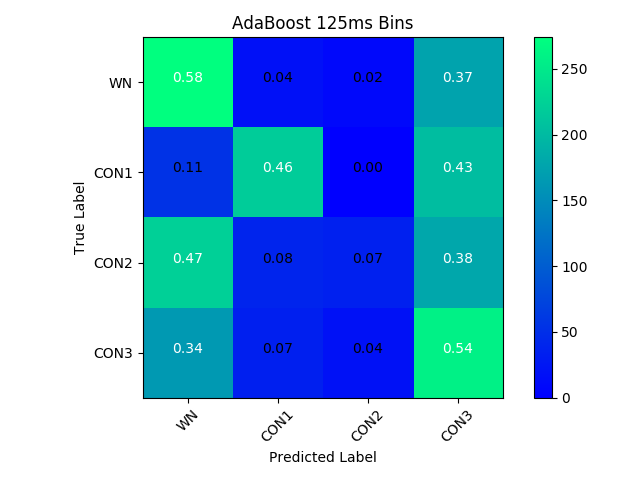 AdaBoost 125ms Bins
WN 0.58 0.04 0.02 0.37
CON1 0.11 0.46 0.00 0.43
CON2 0.47 0.08 0.07 0.38
CON3 0.34 0.07 0.04 0.54
WN CON1 CON2 CON3
True Label
Predicted Label
250
200
150
100
50
0